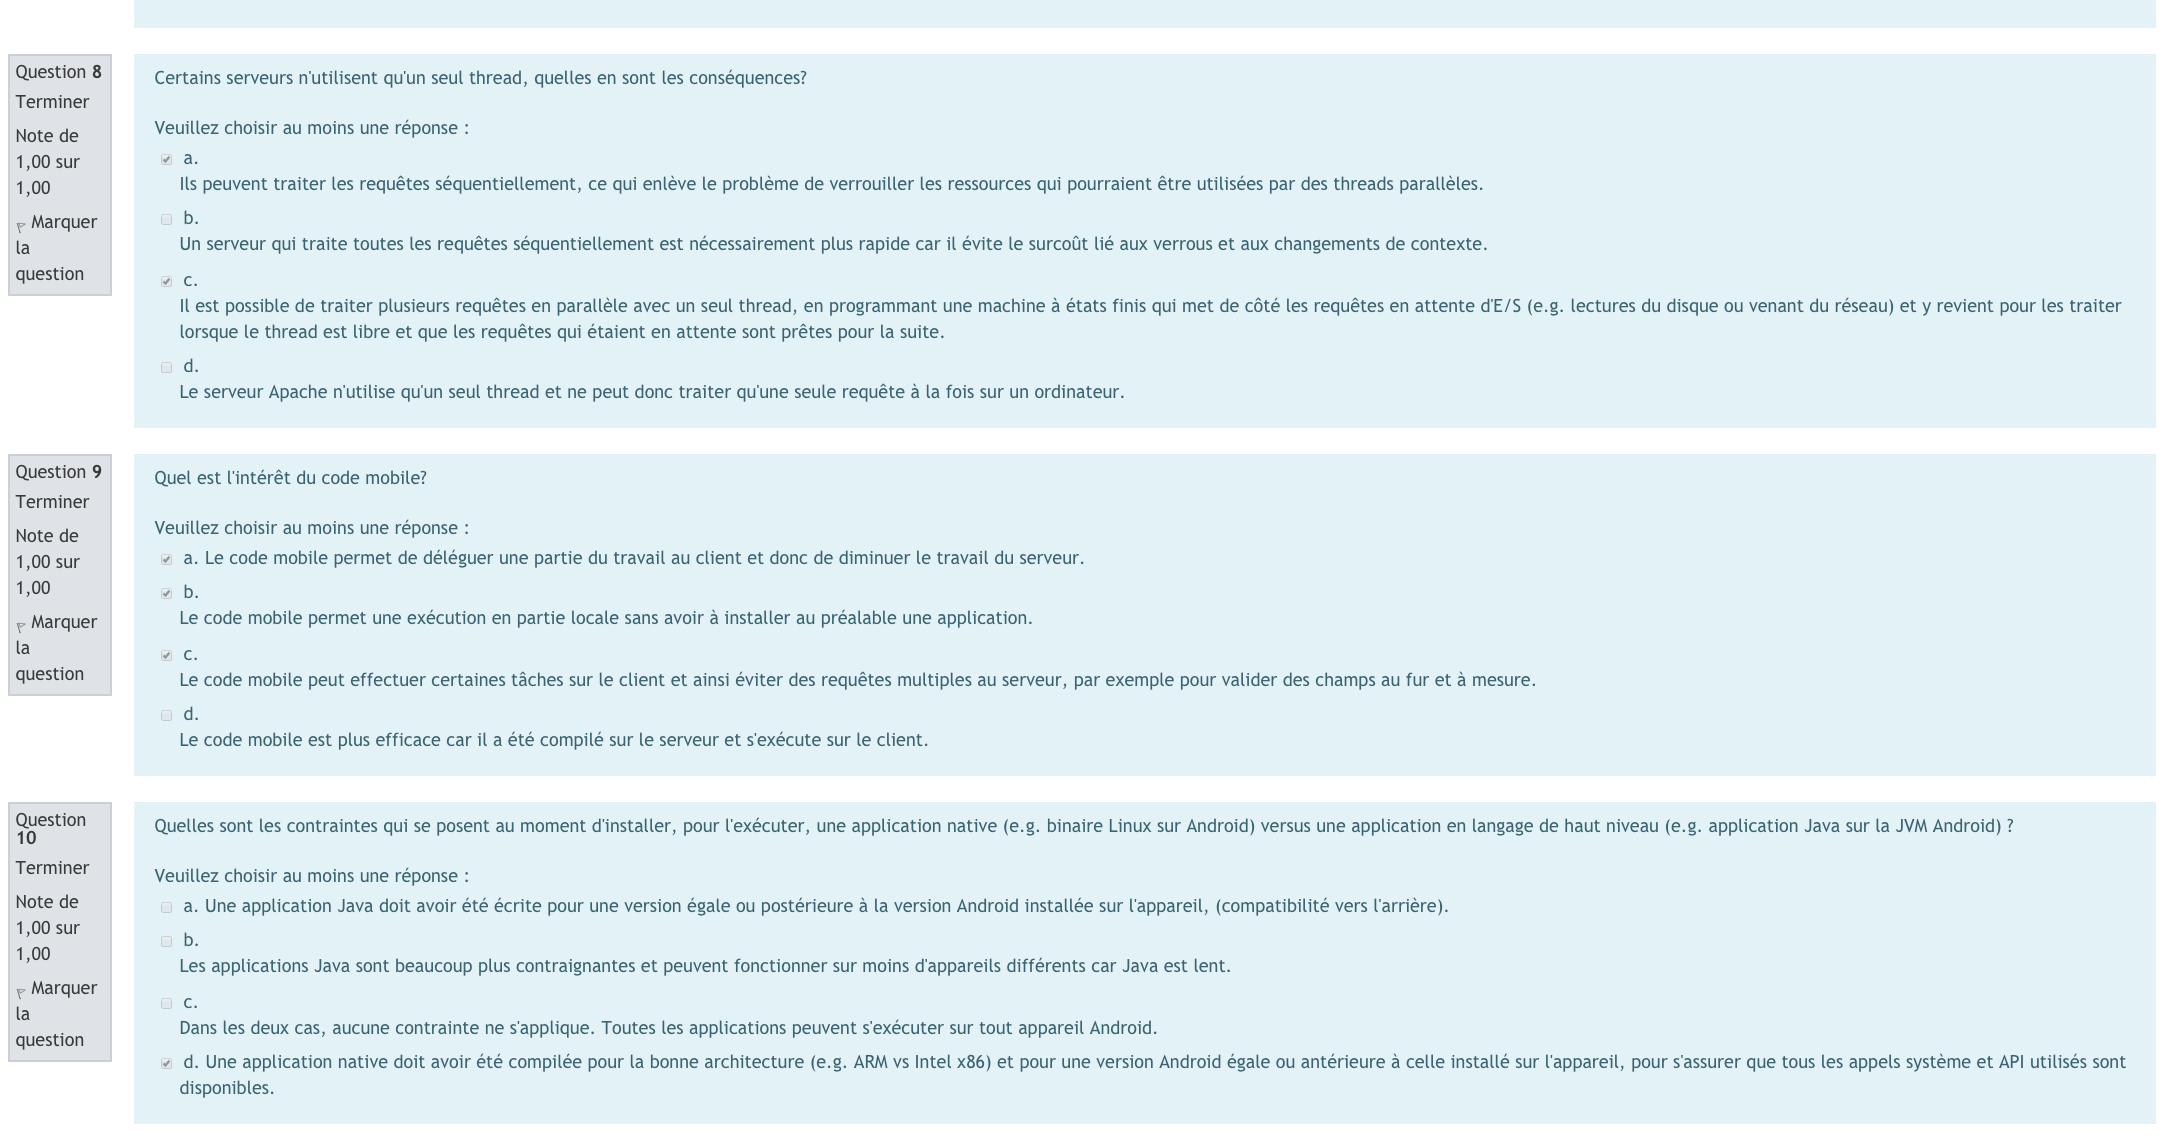 Question 8
Terminer
Note de
1,00 sur
1,00
Marquer
la
question
Certains serveurs n'utilisent qu'un seul thread, quelles en sont les conséquences?
Veuillez choisir au moins une réponse :
a.
Ils peuvent traiter les requêtes séquentiellement, ce qui enlève le problème de verrouiller les ressources qui pourraient être utilisées par des threads parallèles.
b.
Un serveur qui traite toutes les requêtes séquentiellement est nécessairement plus rapide car il évite le surcoût lié aux verrous et aux changements de contexte.
c.
Il est possible de traiter plusieurs requêtes en parallèle avec un seul thread, en programmant une machine à états finis qui met de côté les requêtes en attente d'E/S (e.g. lectures du disque ou venant du réseau) et y revient pour les traiter
lorsque le thread est libre et que les requêtes qui étaient en attente sont prêtes pour la suite.
d.
Le serveur Apache n'utilise qu'un seul thread et ne peut donc traiter qu'une seule requête à la fois sur un ordinateur.
Question 9
Terminer
Note de
1,00 sur
1,00
Marquer
la
question
Quel est l'intérêt du code mobile?
Veuillez choisir au moins une réponse :
a. Le code mobile permet de déléguer une partie du travail au client et donc de diminuer le travail du serveur.
b.
Le code mobile permet une exécution en partie locale sans avoir à installer au préalable une application.
c.
Le code mobile peut effectuer certaines tâches sur le client et ainsi éviter des requêtes multiples au serveur, par exemple pour valider des champs au fur et à mesure.
d.
Le code mobile est plus efficace car il a été compilé sur le serveur et s'exécute sur le client.
Question
10
Terminer
Note de
1,00 sur
1,00
Marquer
la
question
Quelles sont les contraintes qui se posent au moment d'installer, pour l'exécuter, une application native (e.g. binaire Linux sur Android) versus une application en langage de haut niveau (e.g. application Java sur la JVM Android) ?
Veuillez choisir au moins une réponse :
a. Une application Java doit avoir été écrite pour une version égale ou postérieure à la version Android installée sur l'appareil, (compatibilité vers l'arrière).
b.
Les applications Java sont beaucoup plus contraignantes et peuvent fonctionner sur moins d'appareils différents car Java est lent.
c.
Dans les deux cas, aucune contrainte ne s'applique. Toutes les applications peuvent s'exécuter sur tout appareil Android.
d. Une application native doit avoir été compilée pour la bonne architecture (e.g. ARM vs Intel x86) et pour une version Android égale ou antérieure à celle installé sur l'appareil, pour s'assurer que tous les appels système et API utilisés sont
disponibles.